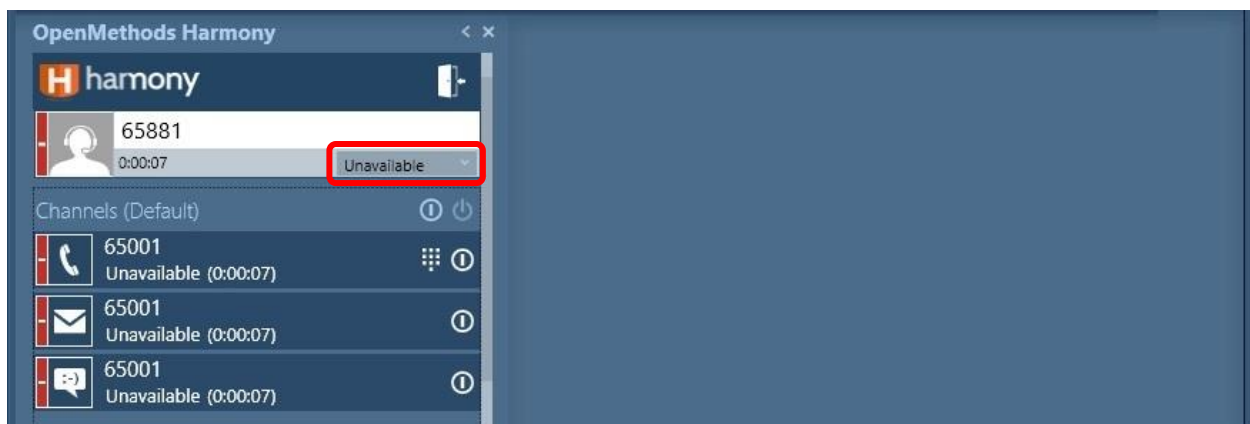 OpenMethods Harmony
H harmony
65881
0:00:07
Unavailable
Channels (Default)
65001
Unavailable (0:00:07)
65001
Unavailable (0:00:07)
:-)
65001
Unavailable (0:00:07)